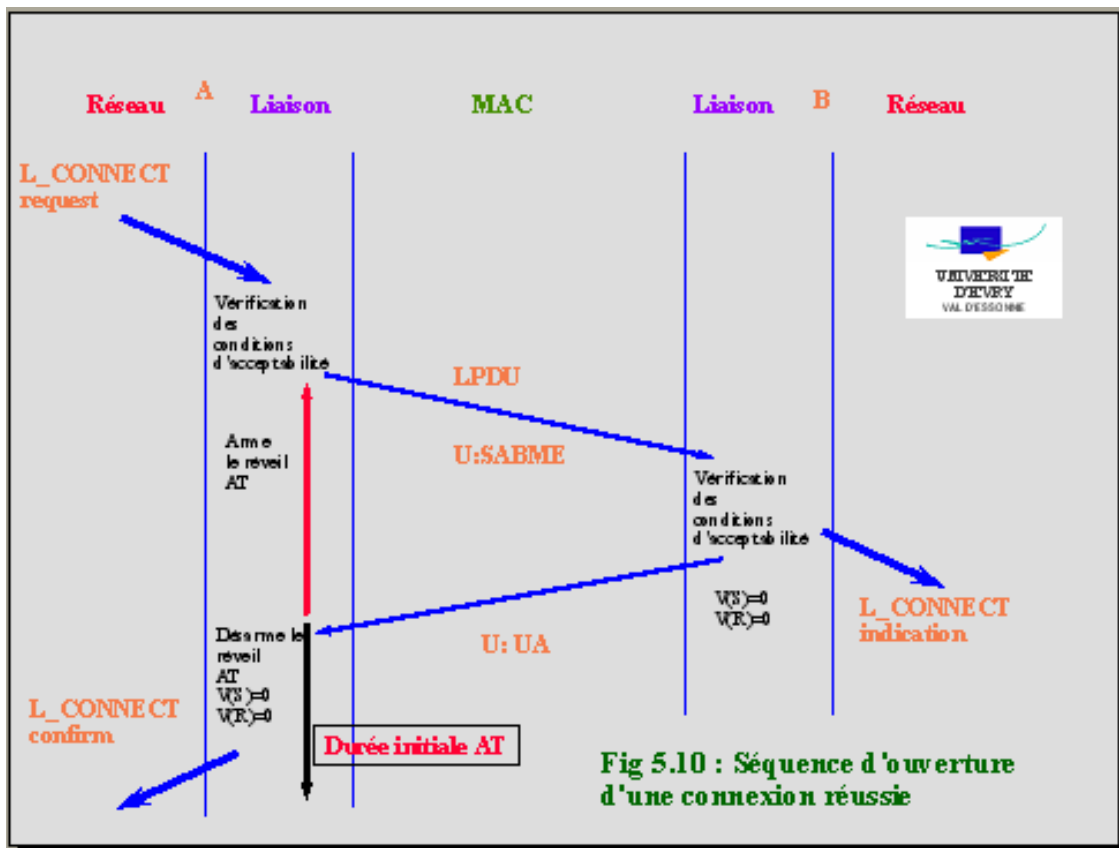 Réseau A Liaison MAC Liaison B Réseau
L_CONNECT
request
UNIVERSITE
D'EVRY
VAL D'ESSONNE
Vérification
des
conditions
d'acceptabilité
LPDU
Arme
le réveil
AT
U:SABME
Vérification
des
conditions
d'acceptabilité
V(S)=0
V(R)=0
L_CONNECT
indication
Désarme le
réveil
AT
V(S)=0
V(R)=0
U: UA
L_CONNECT
confirm
Durée initiale AT
Fig 5.10 : Séquence d'ouverture
d'une connexion réussie